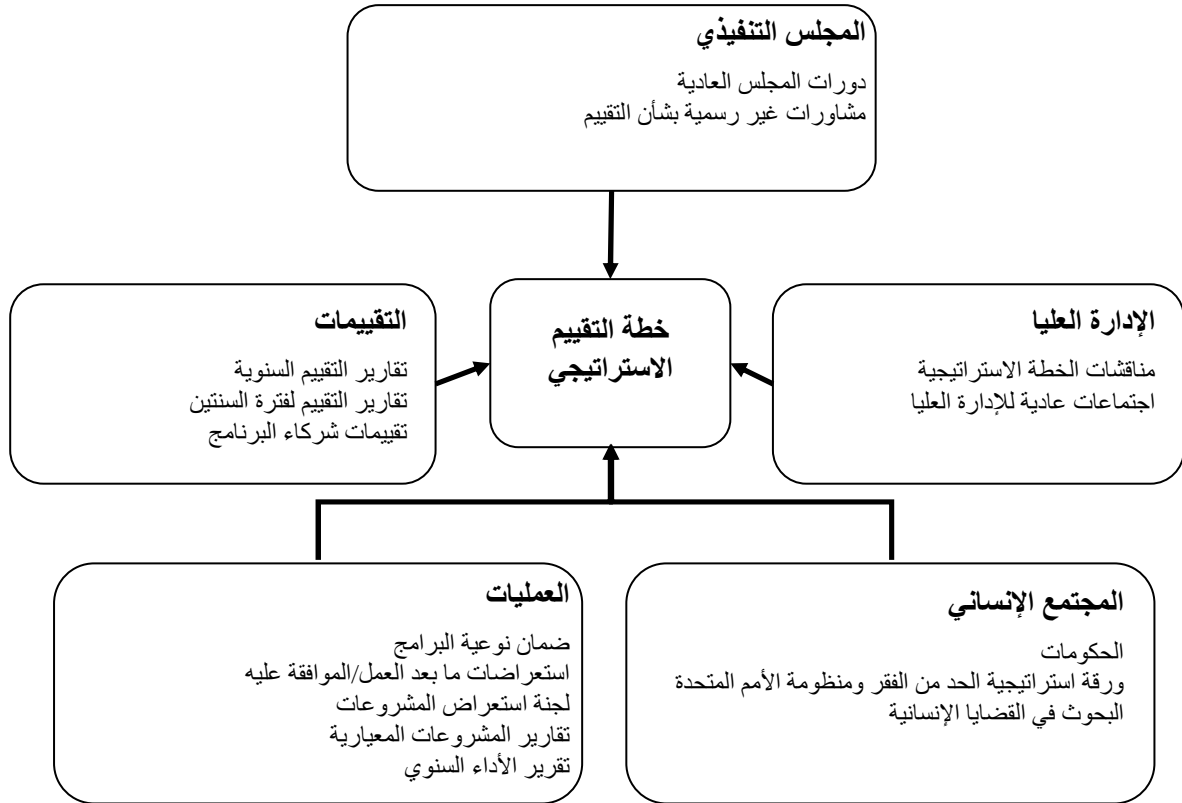 المجلس التنفيذي
دورات المجلس العادية
مشاورات غير رسمية بشأن التقييم
الإدارة العليا
مناقشات الخطة الاستراتيجية
اجتماعات عادية للإدارة العليا
خطة التقييم
الاستراتيجي
التقييمات
تقارير التقييم السنوية
تقارير التقييم لفترة السنتين
تقييمات شركاء البرنامج
المجتمع الإنساني
الحكومات
ورقة استراتيجية الحد من الفقر ومنظومة الأمم المتحدة
البحوث في القضايا الإنسانية
العمليات
ضمان نوعية البرامج
استعراضات ما بعد العمل/الموافقة عليه
لجنة استعراض المشروعات
تقارير المشروعات المعيارية
تقرير الأداء السنوي